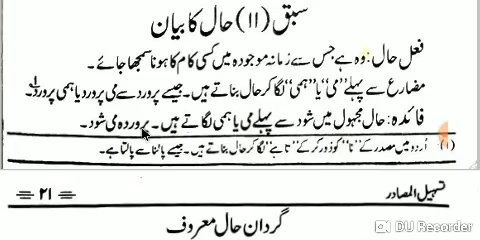 سبق (۱۱) حال کا بیان
فعل حال: وہ ہے جس سے زمانہ موجودہ میں کسی کام کا ہونا سمجھا جائے۔
مضارع سے پہلے "می" یا "ہمی" لگا کر حال بناتے ہیں۔ جیسے پرورد سے می پرورد یا ہمی پرورد۔ ۱
فائدہ: حال مجہول میں شود سے پہلے می یا ہمی لگاتے ہیں۔ پروردہ می شود۔
(۱) اُردو میں مصدر کے "نا" کو دُور کر کے "تا ہے" لگا کر حال بناتے ہیں۔ جیسے پالنا سے پالتا ہے۔
تسہیل المصادر
۲۱
گردان حال معروف
DU Recorder